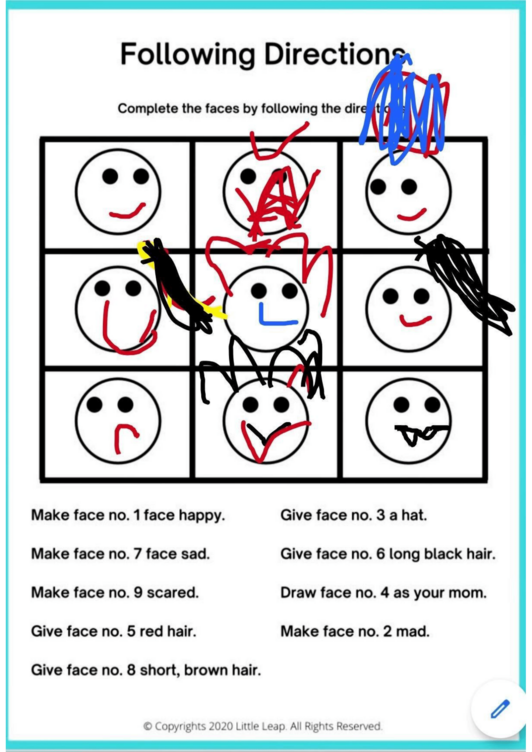 Following Directions
Complete the faces by following the
Make face no. 1 face happy.
Give face no. 3 a hat.
Make face no. 7 face sad.
Give face no. 6 long black hair.
Make face no. 9 scared.
Draw face no. 4 as your mom.
Give face no. 5 red hair.
Make face no. 2 mad.
Give face no. 8 short, brown hair.
© Copyrights 2020 Little Leap. All Rights Reserved.